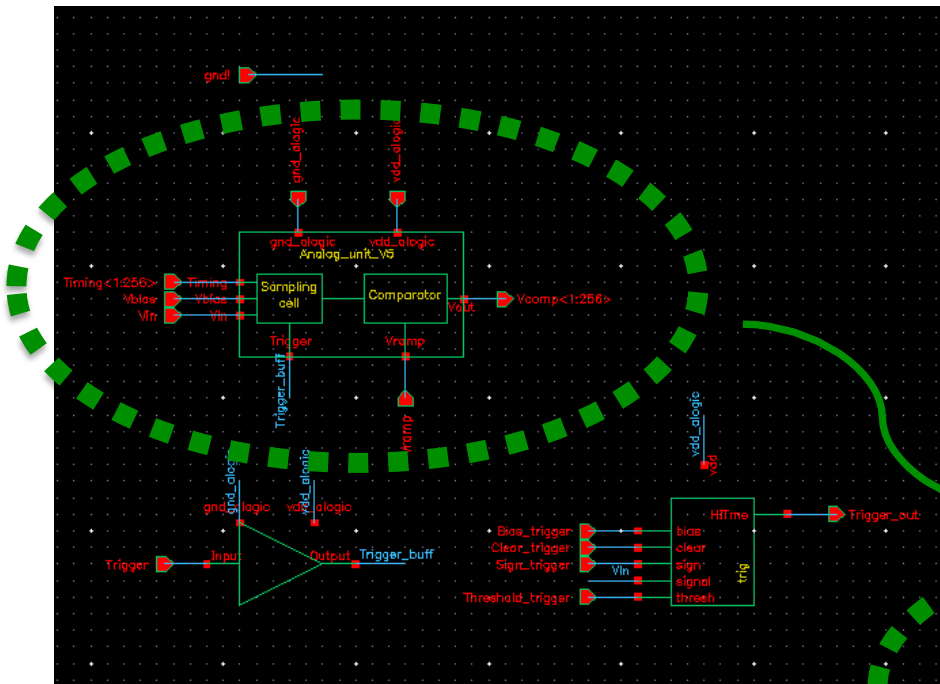 gnd!
gnd_alogic
vdd_alogic
gnd_alogic
vdd_alogic
Analog_unit_V5
Timing<1:256>
Timing
Vbias
Vbias
Vin
Vin
Sampling
cell
Comparator
Vout
Vcomp<1:256>
Trigger
Vramp
Trigger_buff
Vramp
vdd_alogic
vdd
gnd_alogic
vdd_alogic
gnd_alogic
vdd_alogic
Trigger
Input
Output
Trigger_buff
HITme
Trigger_out
Bias_trigger
bias
Clear_trigger
clear
Sign_trigger
sign
Vin
signal
Threshold_trigger
thresh
trig